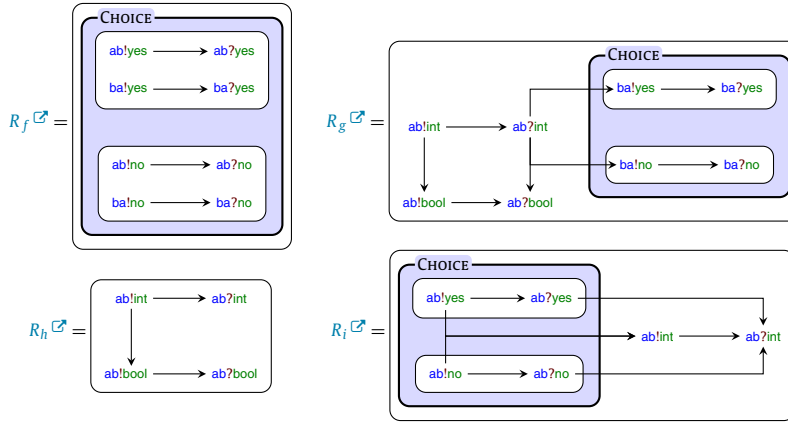 CHOICE
ab!yes ab?yes
ba!yes ba?yes
R_f =
ab!no ab?no
ba!no ba?no
CHOICE
ba!yes ba?yes
R_g =
ab!int ab?int
ba!no ba?no
ab!bool ab?bool
ab!int ab?int
R_h =
ab!bool ab?bool
CHOICE
ab!yes ab?yes
R_i =
ab!int ab?int
ab!no ab?no